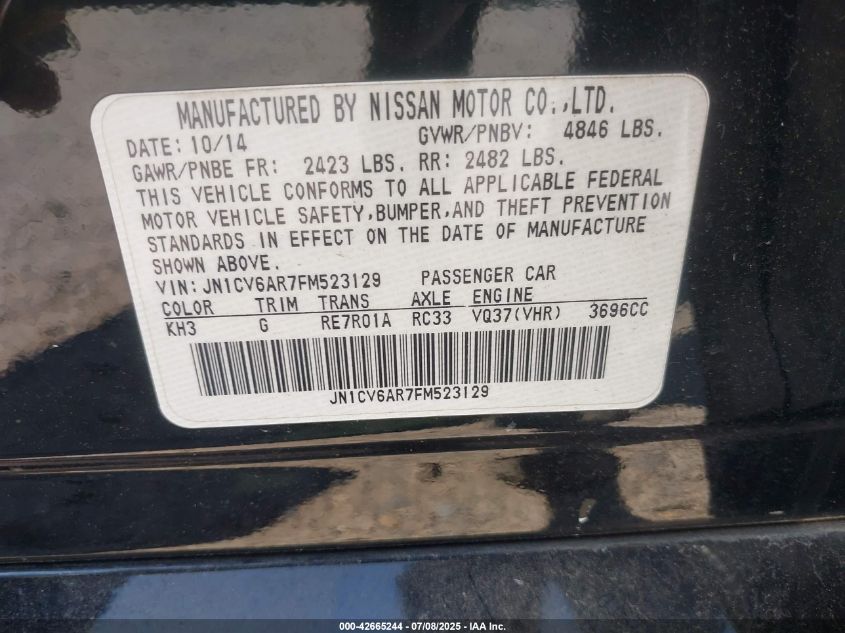 MANUFACTURED BY NISSAN MOTOR CO.,LTD.
DATE: 10/14 GVWR/PNBV: 4846 LBS.
GAWR/PNBE FR: 2423 LBS. RR: 2482 LBS.
THIS VEHICLE CONFORMS TO ALL APPLICABLE FEDERAL
MOTOR VEHICLE SAFETY,BUMPER,AND THEFT PREVENTION
STANDARDS IN EFFECT ON THE DATE OF MANUFACTURE
SHOWN ABOVE.
VIN: JN1CV6AR7FM523129 PASSENGER CAR
COLOR TRIM TRANS AXLE ENGINE
KH3 G RE7R01A RC33 VQ37(VHR) 3696CC
JN1CV6AR7FM523129
000-42665244 - 07/08/2025 - IAA Inc.